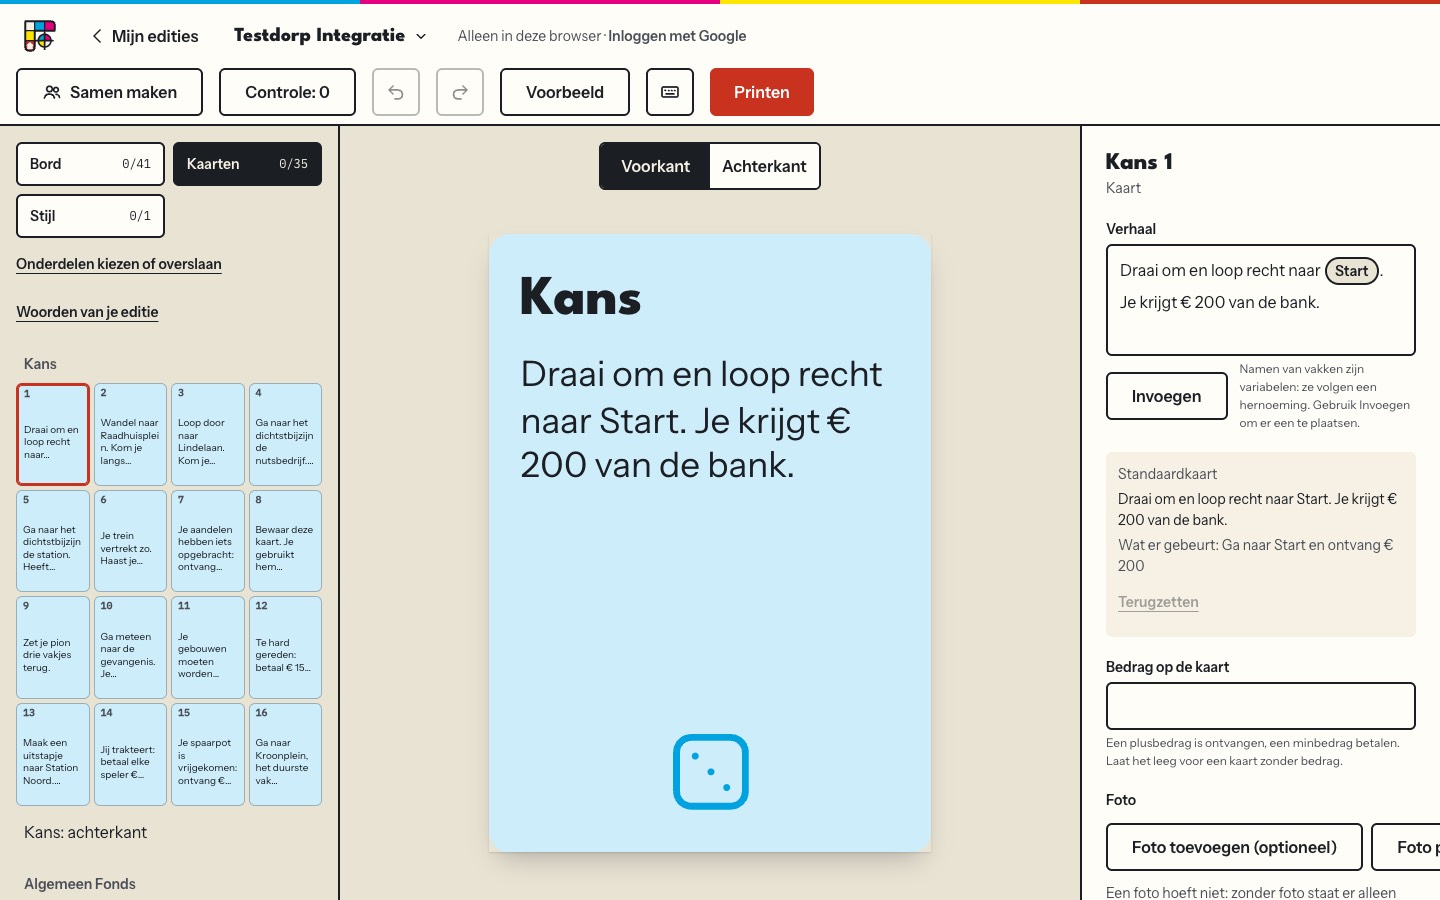 Mijn edities
Testdorp Integratie
Alleen in deze browser · Inloggen met Google
Samen maken
Controle: 0
Voorbeeld
Printen
Bord 0/41
Kaarten 0/35
Stijl 0/1
Onderdelen kiezen of overslaan
Woorden van je editie
Kans
1
Draai om en
loop recht
naar...
2
Wandel naar
Raadhuisplei
n. Kom je
langs...
3
Loop door
naar
Lindelaan.
Kom je...
4
Ga naar het
dichtstbijzijn
de
nutsbedrijf....
5
Ga naar het
dichtstbijzijn
de station.
Heeft...
6
Je trein
vertrekt zo.
Haast je...
7
Je aandelen
hebben iets
opgebracht:
ontvang...
8
Bewaar deze
kaart. Je
gebruikt
hem...
9
Zet je pion
drie vakjes
terug.
10
Ga meteen
naar de
gevangenis.
Je...
11
Je
gebouwen
moeten
worden...
12
Te hard
gereden:
betaal € 15...
13
Maak een
uitstapje
naar Station
Noord....
14
Jij trakteert:
betaal elke
speler €...
15
Je spaarpot
is
vrijgekomen:
ontvang €...
16
Ga naar
Kroonplein,
het duurste
vak...
Kans: achterkant
Algemeen Fonds
Voorkant
Achterkant
Kans
Draai om en loop recht
naar Start. Je krijgt €
200 van de bank.
Kans 1
Kaart
Verhaal
Draai om en loop recht naar Start.
Je krijgt € 200 van de bank.
Invoegen
Namen van vakken zijn
variabelen: ze volgen een
hernoeming. Gebruik Invoegen
om er een te plaatsen.
Standaardkaart
Draai om en loop recht naar Start. Je krijgt €
200 van de bank.
Wat er gebeurt: Ga naar Start en ontvang €
200
Terugzetten
Bedrag op de kaart
Een plusbedrag is ontvangen, een minbedrag betalen.
Laat het leeg voor een kaart zonder bedrag.
Foto
Foto toevoegen (optioneel)
Foto p
Een foto hoeft niet: zonder foto staat er alleen